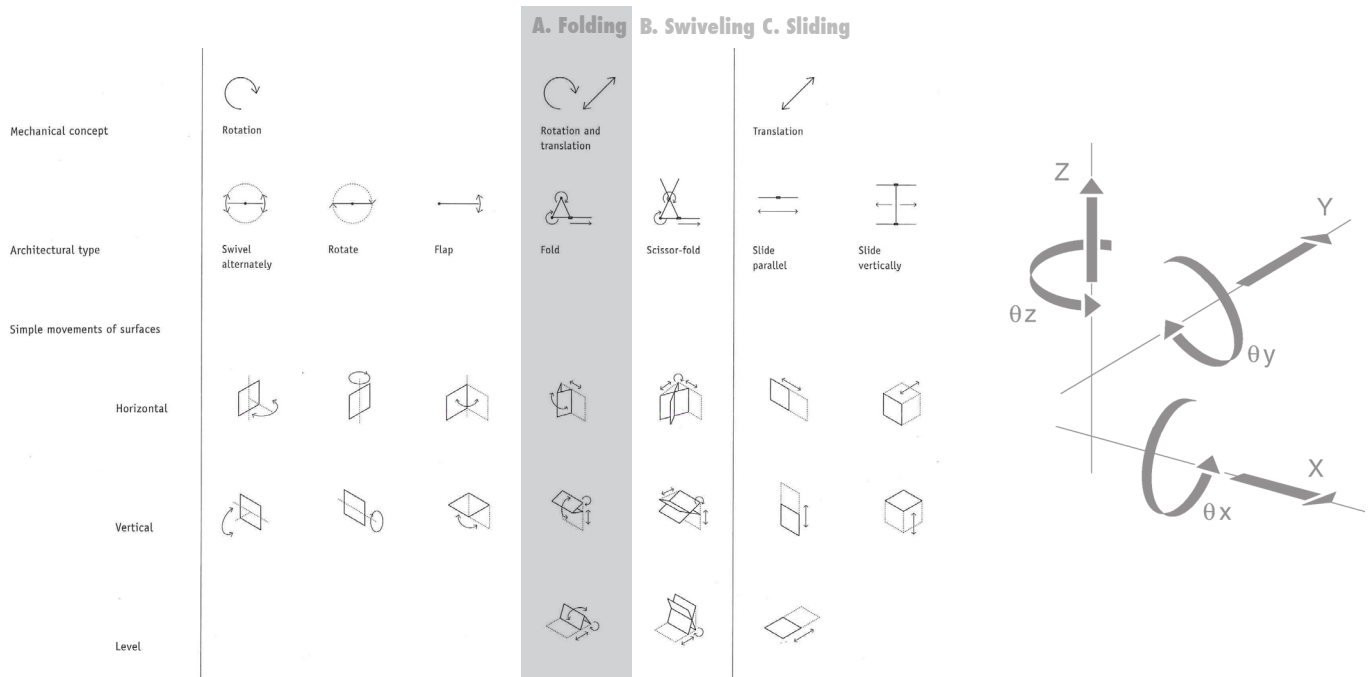 A. Folding B. Swiveling C. Sliding
Mechanical concept
Rotation
Rotation and
translation
Translation
Architectural type
Swivel
alternately
Rotate
Flap
Fold
Scissor-fold
Slide
parallel
Slide
vertically
Simple movements of surfaces
Horizontal
Vertical
Level
Z
Y
θz
θy
X
θx